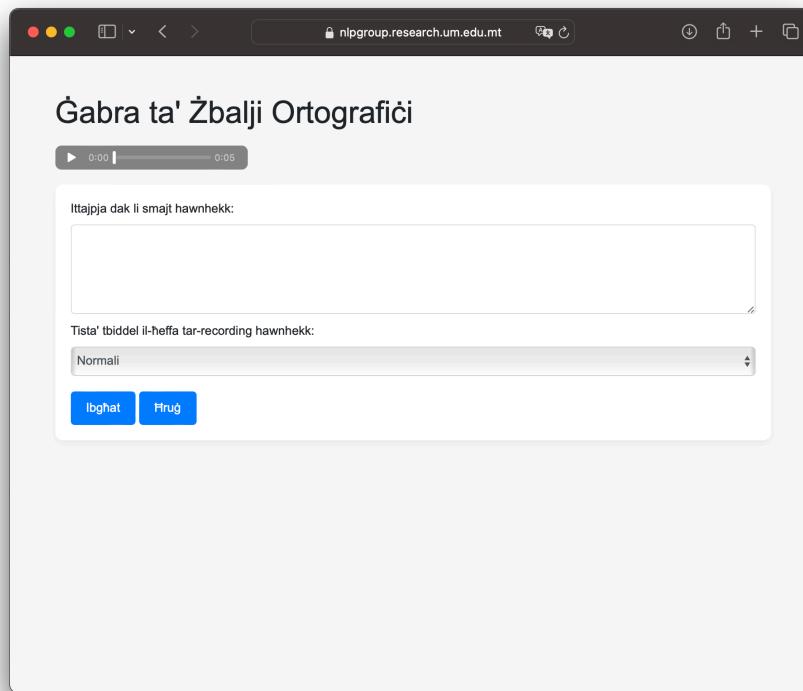 nlpgroup.research.um.edu.mt
Ġabra ta' Żbalji Ortografiċi
0:00 0:05
Ittajpja dak li smajt hawnhekk:
Tista' tbiddel il-ħeffa tar-recording hawnhekk:
Normali
Ibgħat Ħruġ